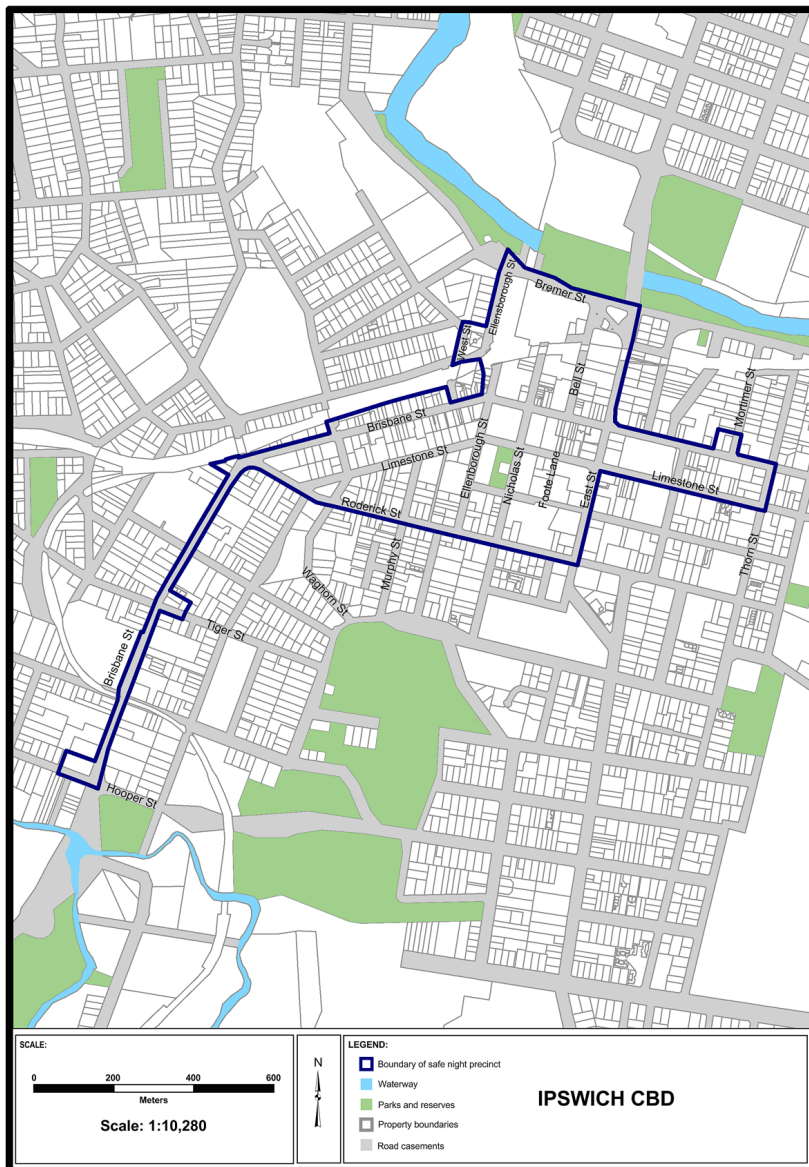 Ellensborough St
Bremer St
West St
Bell St
Mortimer St
Brisbane St
Limestone St
Ellenborough St
Nicholas St
Foote Lane
East St
Limestone St
Roderick St
Murphy St
Thorn St
Waghorn St
Tiger St
Brisbane St
Hooper St
SCALE:
0 200 400 600
Meters
Scale: 1:10,280
N
LEGEND:
Boundary of safe night precinct
Waterway
Parks and reserves
Property boundaries
Road casements
IPSWICH CBD